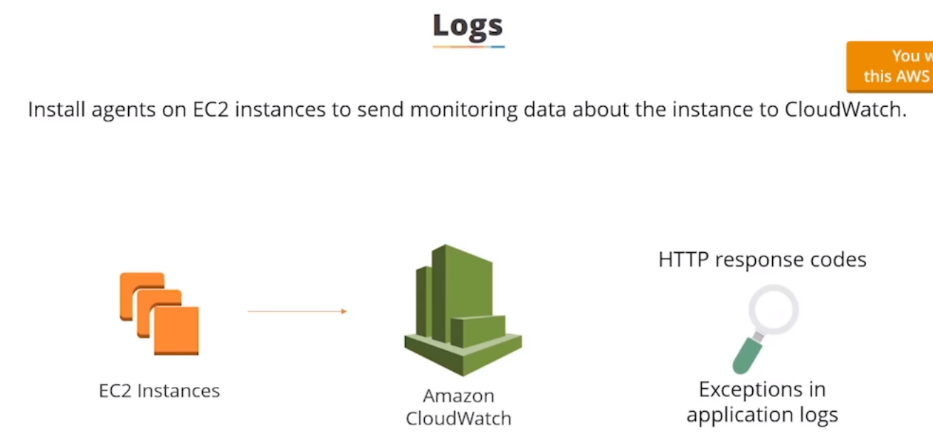 Logs
You
this AWS
Install agents on EC2 instances to send monitoring data about the instance to CloudWatch.
HTTP response codes
EC2 Instances
Amazon
CloudWatch
Exceptions in
application logs